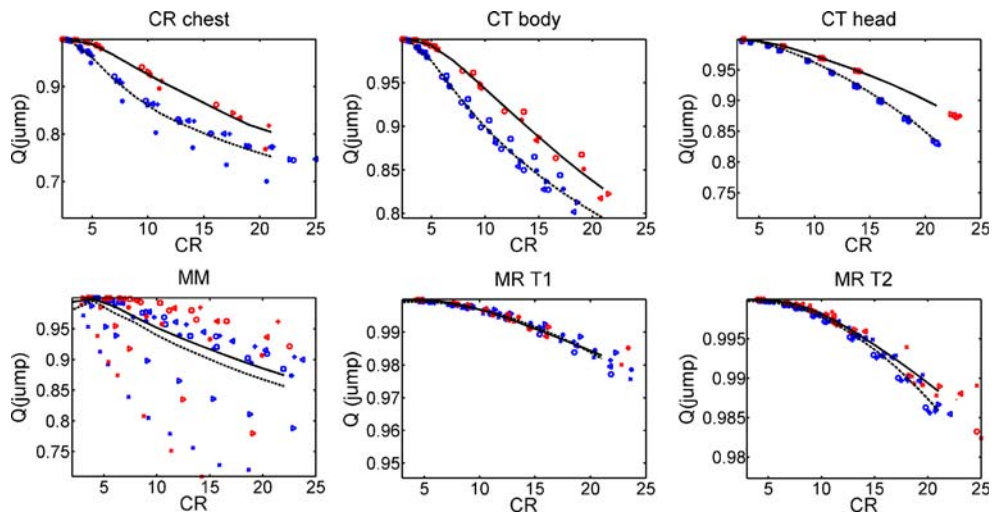 CR chest
CT body
CT head
Q(jump)
0.9
0.8
0.7
5 10 15 20 25
CR
Q(jump)
0.95
0.9
0.85
0.8
5 10 15 20 25
CR
Q(jump)
0.95
0.9
0.85
0.8
0.75
5 10 15 20 25
CR
MM
MR T1
MR T2
Q(jump)
0.95
0.9
0.85
0.8
0.75
5 10 15 20 25
CR
Q(jump)
0.99
0.98
0.97
0.96
0.95
5 10 15 20 25
CR
Q(jump)
0.995
0.99
0.985
0.98
5 10 15 20 25
CR